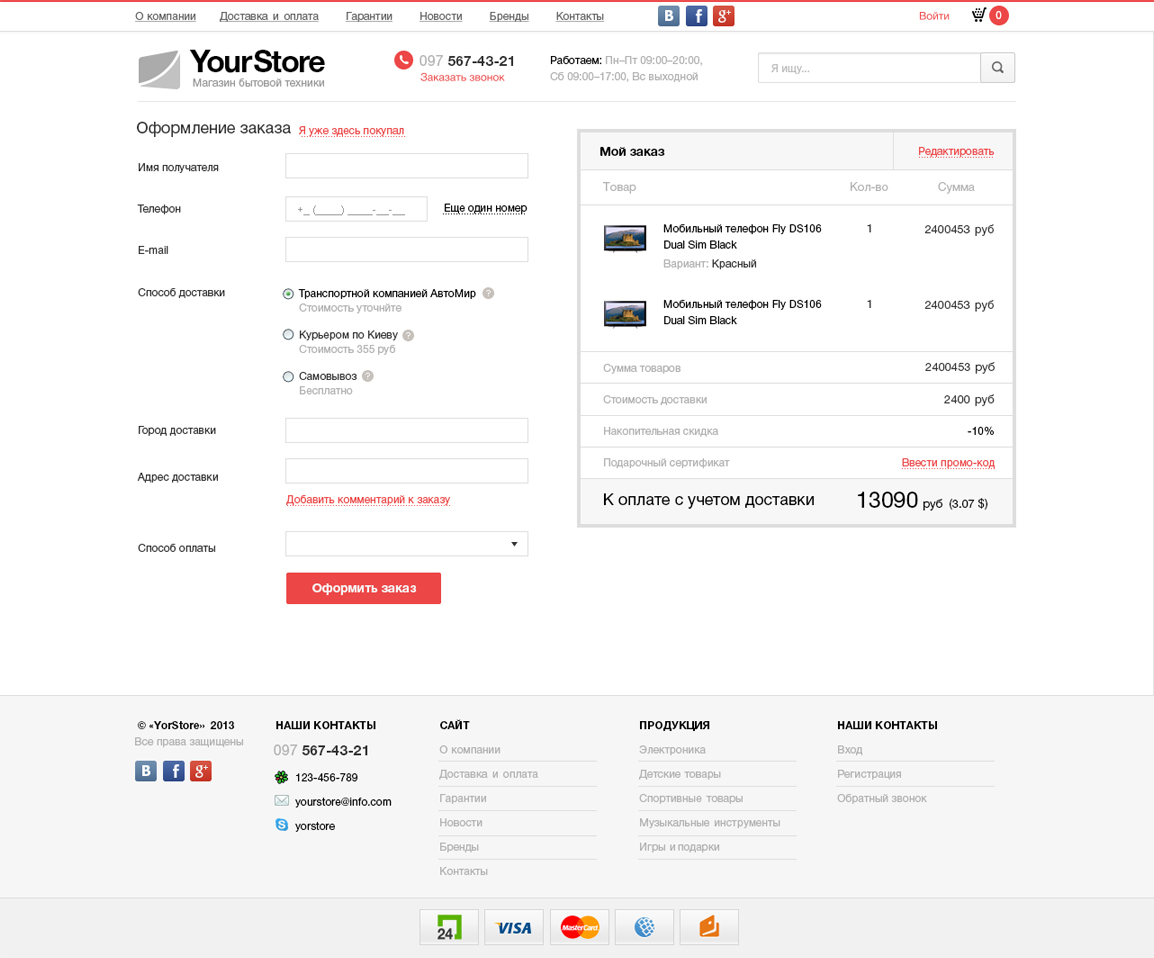 О компании Доставка и оплата Гарантии Новости Бренды Контакты B f g+ Войти 0
YourStore
Магазин бытовой техники
097 567-43-21
Заказать звонок
Работаем: Пн–Пт 09:00–20:00,
Сб 09:00–17:00, Вс выходной
Я ищу...
Оформление заказа Я уже здесь покупал
Имя получателя
Телефон +_ (____) ____-__-__ Еще один номер
E-mail
Способ доставки
Транспортной компанией АвтоМир ?
Стоимость уточнйте
Курьером по Киеву ?
Стоимость 355 руб
Самовывоз ?
Бесплатно
Город доставки
Адрес доставки
Добавить комментарий к заказу
Способ оплаты
Оформить заказ
Мой заказ Редактировать
Товар Кол-во Сумма
Мобильный телефон Fly DS106 1 2400453 руб
Dual Sim Black
Вариант: Красный
Мобильный телефон Fly DS106 1 2400453 руб
Dual Sim Black
Сумма товаров 2400453 руб
Стоимость доставки 2400 руб
Накопительная скидка -10%
Подарочный сертификат Ввести промо-код
К оплате с учетом доставки 13090 руб (3.07 $)
© «YorStore» 2013
Все права защищены
B f g+
НАШИ КОНТАКТЫ
097 567-43-21
123-456-789
yourstore@info.com
yorstore
САЙТ
О компании
Доставка и оплата
Гарантии
Новости
Бренды
Контакты
ПРОДУКЦИЯ
Электроника
Детские товары
Спортивные товары
Музыкальные инструменты
Игры и подарки
НАШИ КОНТАКТЫ
Вход
Регистрация
Обратный звонок
24 VISA MasterCard